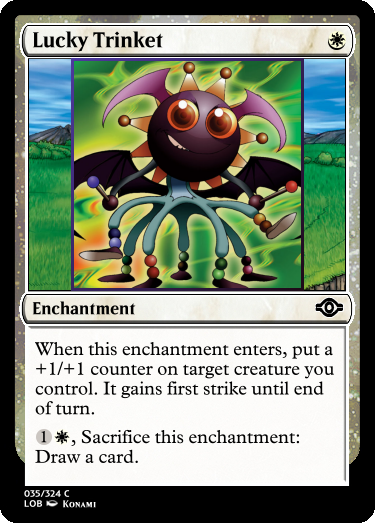 Lucky Trinket
Enchantment
When this enchantment enters, put a
+1/+1 counter on target creature you
control. It gains first strike until end
of turn.
1, Sacrifice this enchantment:
Draw a card.
035/324 C
LOB Konami